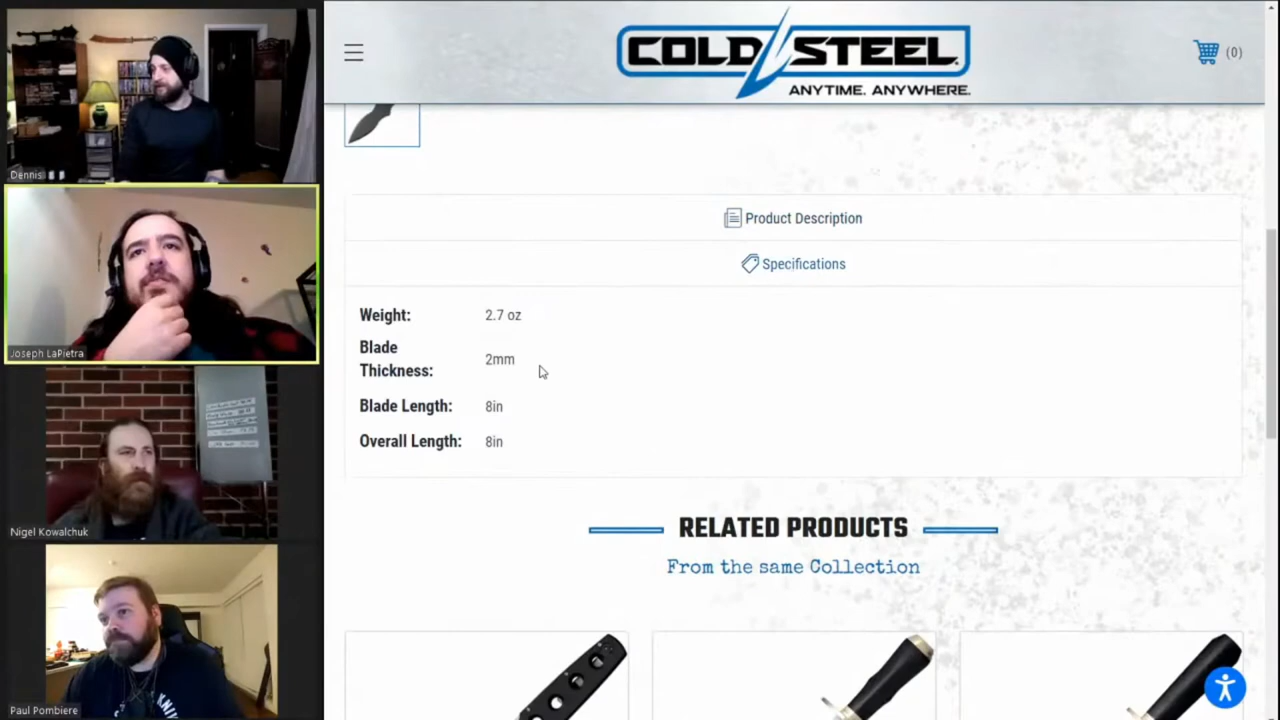 Dennis
Joseph LaPietra
Nigel Kowalchuk
Paul Pombiere
COLD STEEL
ANYTIME. ANYWHERE.
(0)
Product Description
Specifications
Weight: 2.7 oz
Blade
Thickness: 2mm
Blade Length: 8in
Overall Length: 8in
RELATED PRODUCTS
From the same Collection